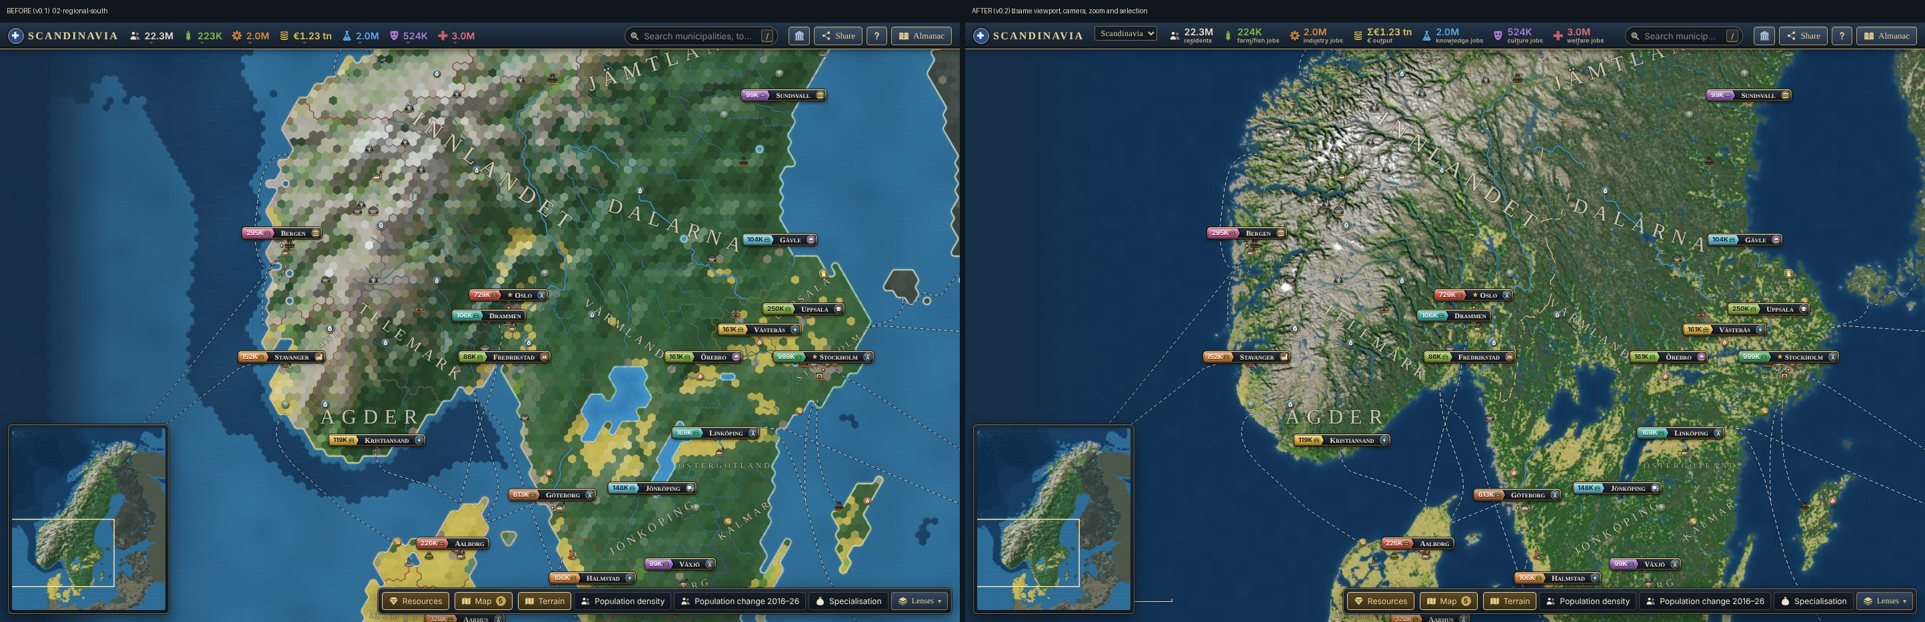 BEFORE (v0.1) 02-regional-south
SCANDINAVIA 22.3M 223K 2.0M €1.23 tn 2.0M 524K 3.0M Search municipalities, to... / Share ? Almanac
JÄMTLA
99K SUNDSVALL
INNLANDET
DALARNA
295K BERGEN
104K GÄVLE
729K ★ OSLO
106K DRAMMEN
250K UPPSALA
161K VÄSTERÅS
VÄRMLAND
TELEMARK
152K STAVANGER
86K FREDRIKSTAD
161K ÖREBRO
999K ★ STOCKHOLM
AGDER
119K KRISTIANSAND
169K LINKÖPING
ÖSTERGÖTLAND
148K JÖNKÖPING
613K GÖTEBORG
JÖNKÖPING
KALMAR
226K AALBORG
99K VÄXJÖ
106K HALMSTAD
RG
Resources Map 5 Terrain Population density Population change 2016–26 Specialisation Lenses ▾
378K AARHUS
AFTER (v0.2) same viewport, camera, zoom and selection
SCANDINAVIA Scandinavia 22.3M residents 224K farm/fish jobs 2.0M industry jobs Σ€1.23 tn € output 2.0M knowledge jobs 524K culture jobs 3.0M welfare jobs Search municip... / Share ? Almanac
JÄMTLA
99K SUNDSVALL
INNLANDET
DALARNA
295K BERGEN
104K GÄVLE
729K ★ OSLO
106K DRAMMEN
250K UPPSALA
161K VÄSTERÅS
VÄRMLAND
TELEMARK
152K STAVANGER
86K FREDRIKSTAD
161K ÖREBRO
999K ★ STOCKHOLM
AGDER
119K KRISTIANSAND
169K LINKÖPING
ÖSTERGÖTLAND
148K JÖNKÖPING
613K GÖTEBORG
JÖNKÖPING
KALMAR
226K AALBORG
99K VÄXJÖ
106K HALMSTAD
RG
Resources Map 5 Terrain Population density Population change 2016–26 Specialisation Lenses ▾
378K AARHUS